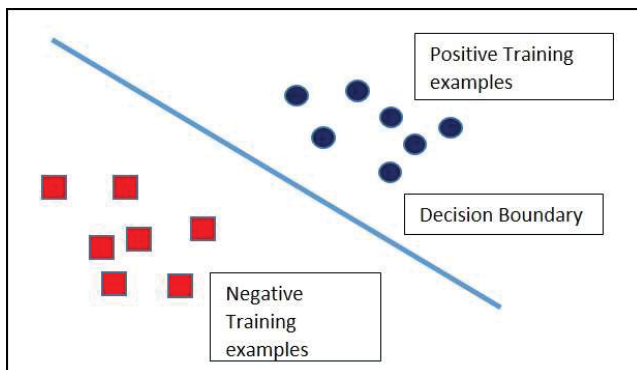 Positive Training
examples
Decision Boundary
Negative
Training
examples